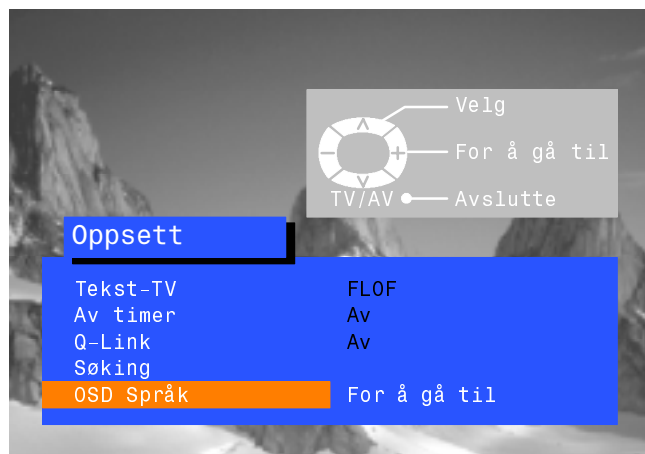 Velg
For å gå til
TV/AV Avslutte
Oppsett
Tekst-TV FLOF
Av timer Av
Q-Link Av
Søking
OSD Språk For å gå til